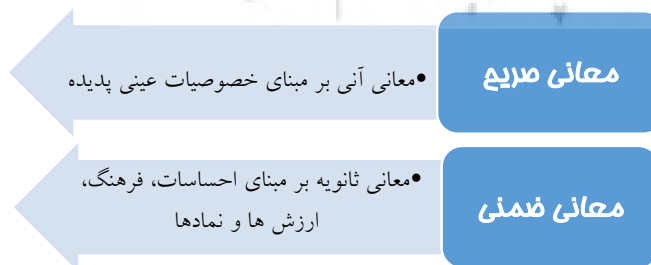 معانی صریح
•معانی آنی بر مبنای خصوصیات عینی پدیده
معانی ضمنی
•معانی ثانویه بر مبنای احساسات، فرهنگ،
ارزش ها و نمادها